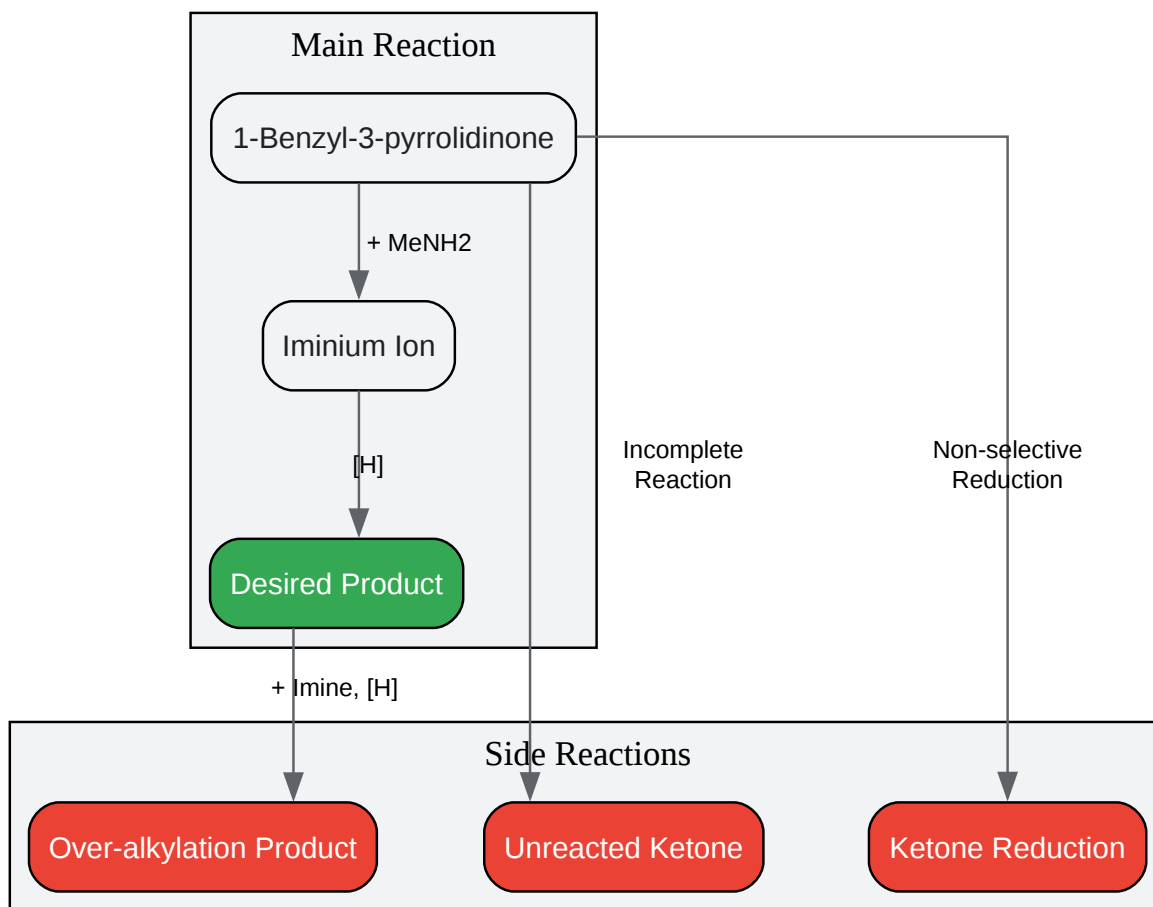 Main Reaction
1-Benzyl-3-pyrrolidinone
+ MeNH2
Iminium Ion
[H]
Incomplete
Reaction
Non-selective
Reduction
Desired Product
+ Imine, [H]
Side Reactions
Over-alkylation Product
Unreacted Ketone
Ketone Reduction